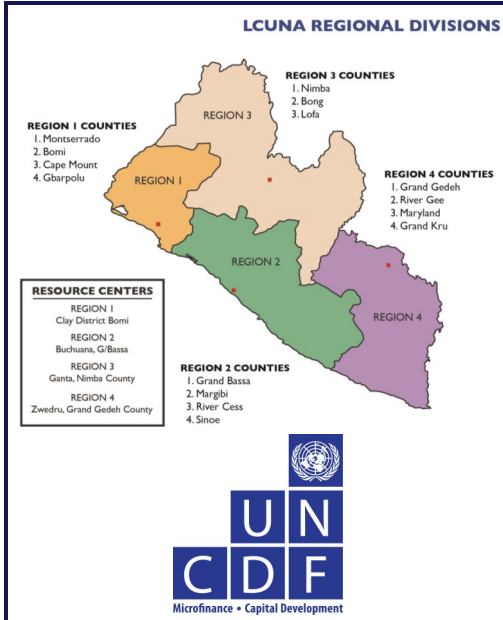 LCUNA REGIONAL DIVISIONS
REGION 3 COUNTIES
1. Nimba
2. Bong
3. Lofa
REGION 3
REGION 1 COUNTIES
1. Montserrado
2. Bomi
3. Cape Mount
4. Gbarpolu
REGION 1
REGION 4 COUNTIES
1. Grand Gedeh
2. River Gee
3. Maryland
4. Grand Kru
REGION 2
REGION 4
RESOURCE CENTERS
REGION 1
Clay District Bomi
REGION 2
Buchuana, G/Bassa
REGION 3
Ganta, Nimba County
REGION 4
Zwedru, Grand Gedeh County
REGION 2 COUNTIES
1. Grand Bassa
2. Margibi
3. River Cess
4. Sinoe
U N
C D F
Microfinance • Capital Development